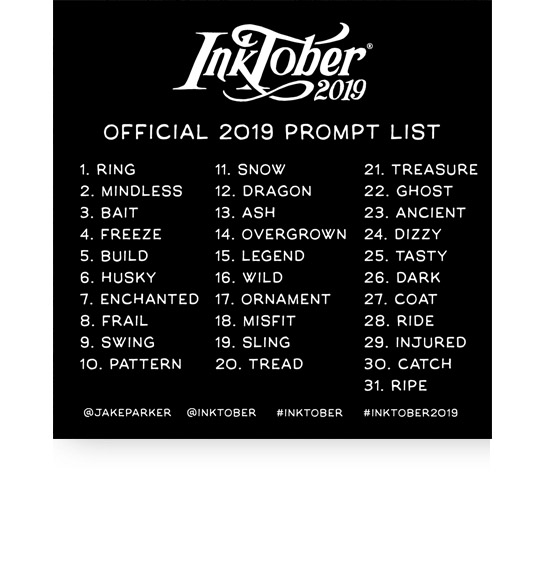 InkTober®
2019
OFFICIAL 2019 PROMPT LIST
1. RING
2. MINDLESS
3. BAIT
4. FREEZE
5. BUILD
6. HUSKY
7. ENCHANTED
8. FRAIL
9. SWING
10. PATTERN
11. SNOW
12. DRAGON
13. ASH
14. OVERGROWN
15. LEGEND
16. WILD
17. ORNAMENT
18. MISFIT
19. SLING
20. TREAD
21. TREASURE
22. GHOST
23. ANCIENT
24. DIZZY
25. TASTY
26. DARK
27. COAT
28. RIDE
29. INJURED
30. CATCH
31. RIPE
@JAKEPARKER @INKTOBER #INKTOBER #INKTOBER2019